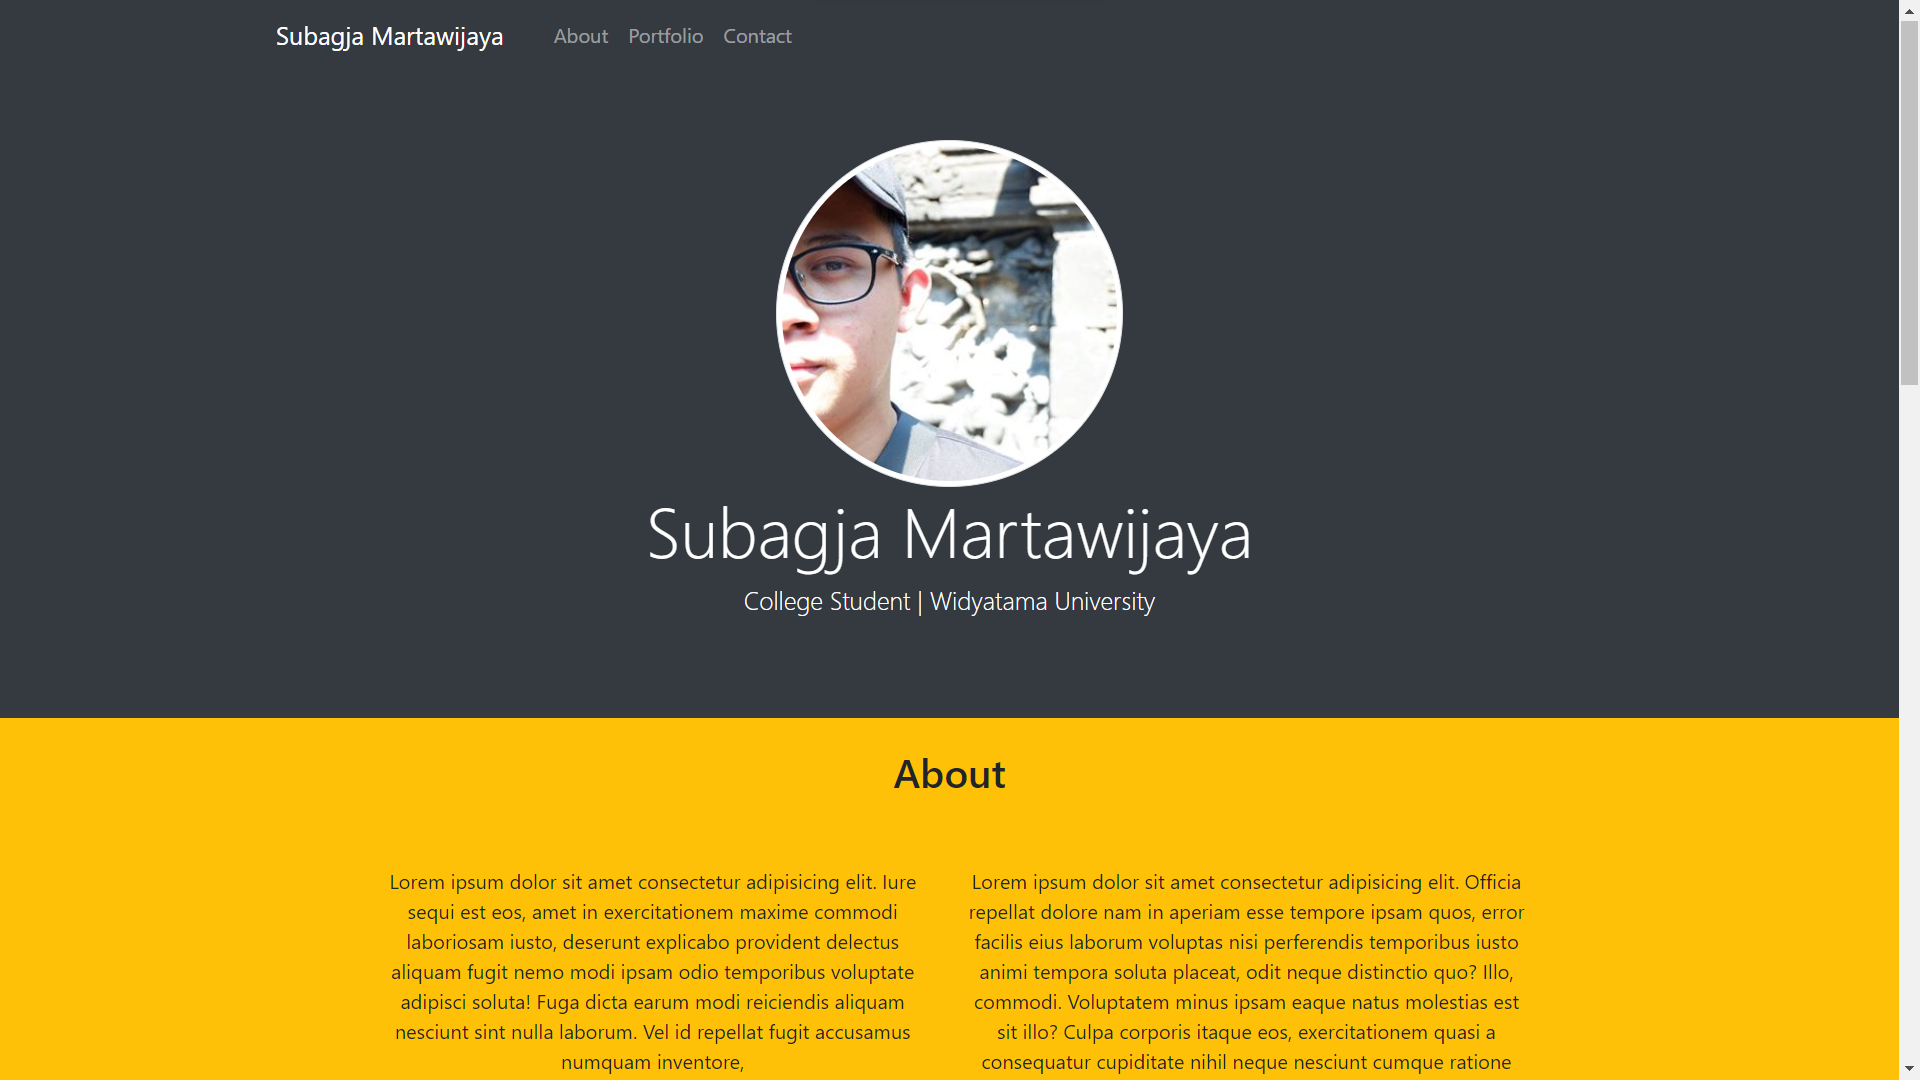 Subagja Martawijaya About Portfolio Contact
Subagja Martawijaya
College Student | Widyatama University
About
Lorem ipsum dolor sit amet consectetur adipisicing elit. Iure
sequi est eos, amet in exercitationem maxime commodi
laboriosam iusto, deserunt explicabo provident delectus
aliquam fugit nemo modi ipsam odio temporibus voluptate
adipisci soluta! Fuga dicta earum modi reiciendis aliquam
nesciunt sint nulla laborum. Vel id repellat fugit accusamus
numquam inventore,
Lorem ipsum dolor sit amet consectetur adipisicing elit. Officia
repellat dolore nam in aperiam esse tempore ipsam quos, error
facilis eius laborum voluptas nisi perferendis temporibus iusto
animi tempora soluta placeat, odit neque distinctio quo? Illo,
commodi. Voluptatem minus ipsam eaque natus molestias est
sit illo? Culpa corporis itaque eos, exercitationem quasi a
consequatur cupiditate nihil neque nesciunt cumque ratione